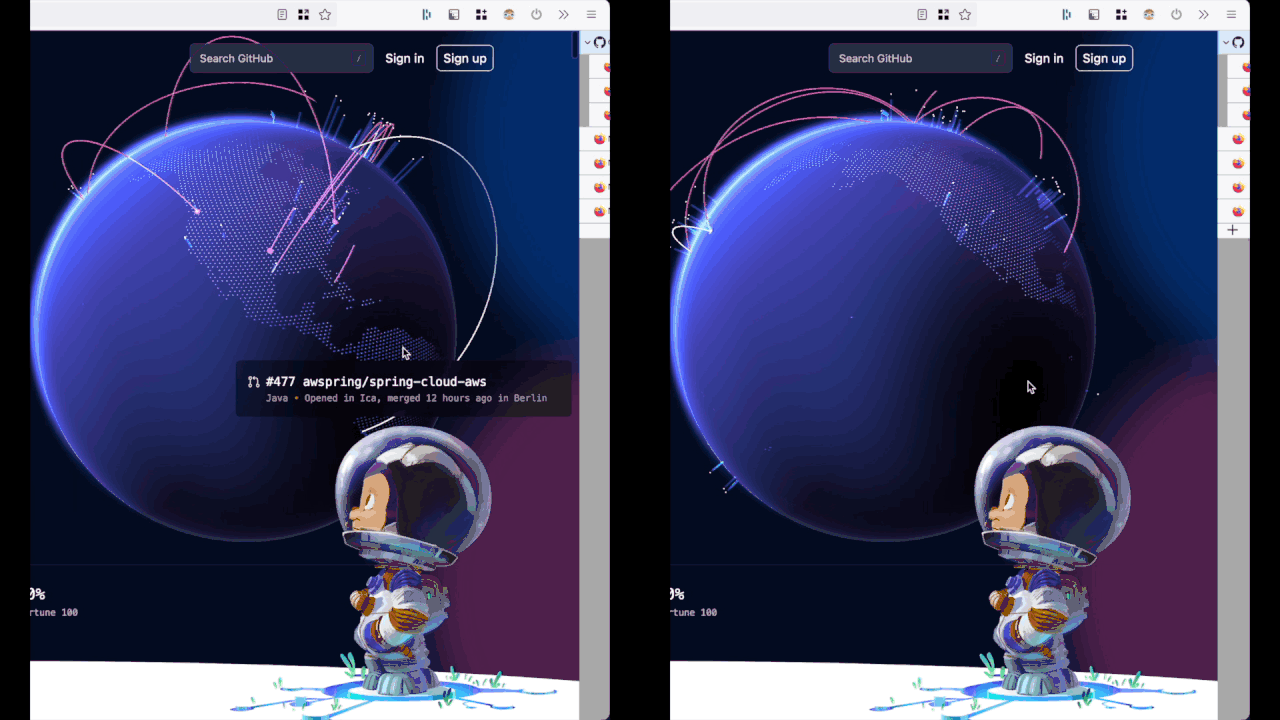 Search GitHub /
Sign in
Sign up
#477 awspring/spring-cloud-aws
Java • Opened in Ica, merged 12 hours ago in Berlin
0%
rtune 100
Search GitHub /
Sign in
Sign up
0%
rtune 100